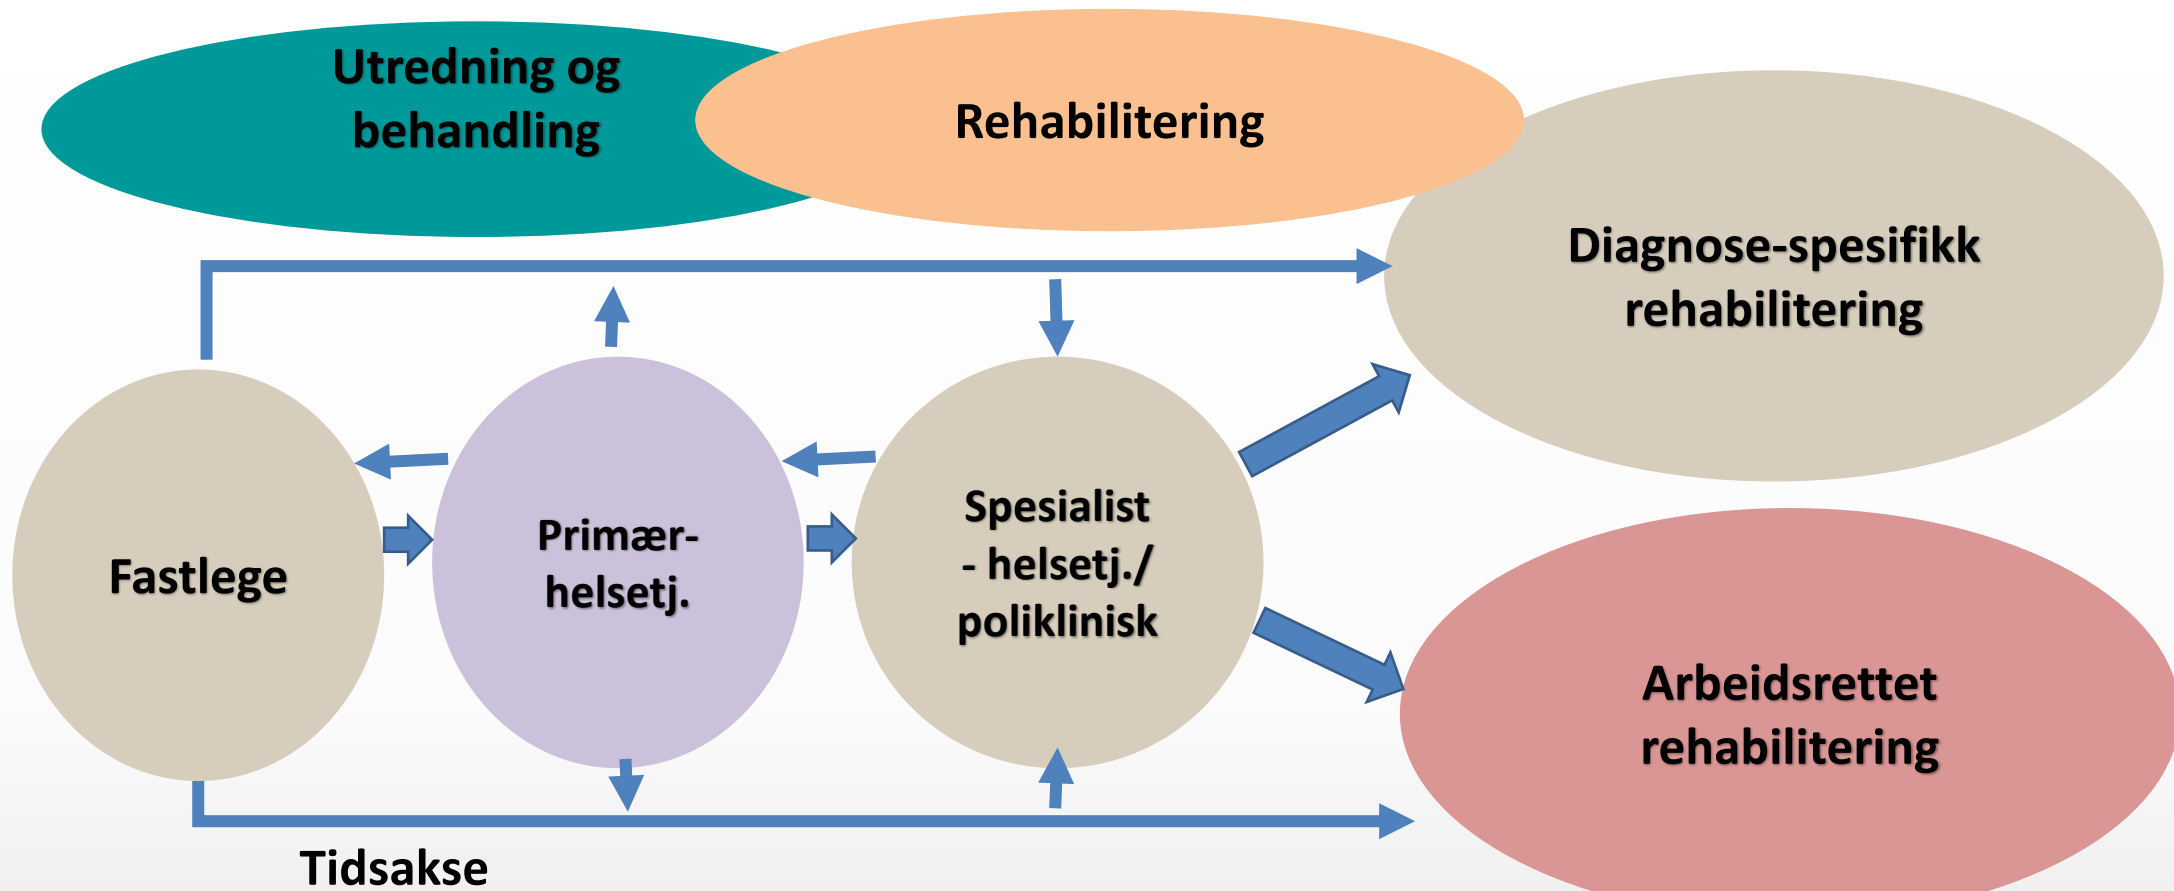 Utredning og
behandling
Rehabilitering
Diagnose-spesifikk
rehabilitering
Fastlege
Primær-
helsetj.
Spesialist
- helsetj./
poliklinisk
Arbeidsrettet
rehabilitering
Tidsakse